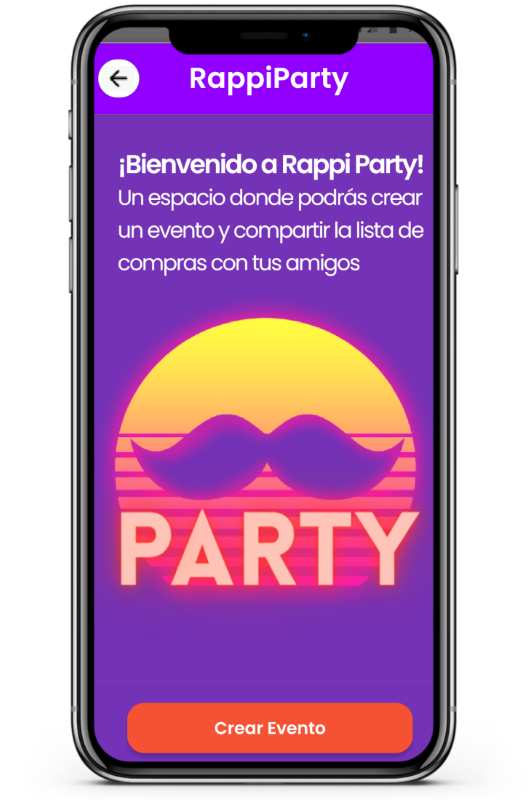 RappiParty
¡Bienvenido a Rappi Party!
Un espacio donde podrás crear
un evento y compartir la lista de
compras con tus amigos
PARTY
Crear Evento